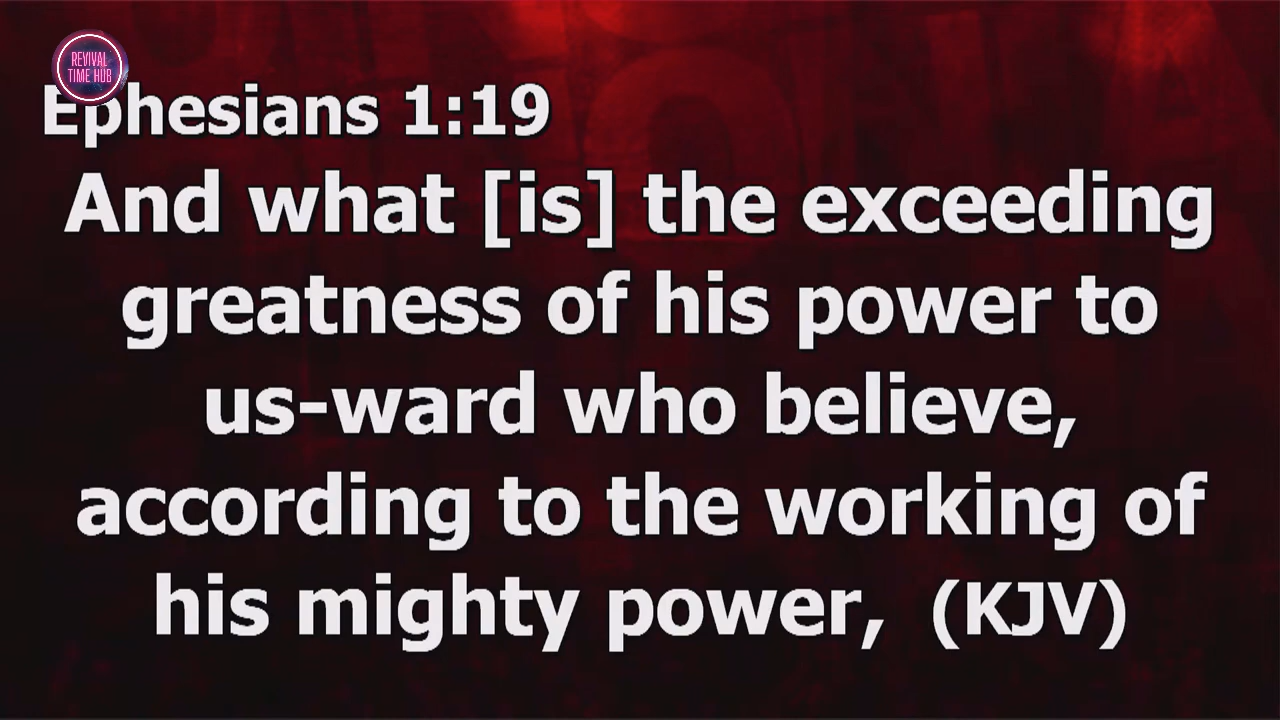 REVIVAL
TIME HUB
Ephesians 1:19
And what [is] the exceeding
greatness of his power to
us-ward who believe,
according to the working of
his mighty power,  (KJV)